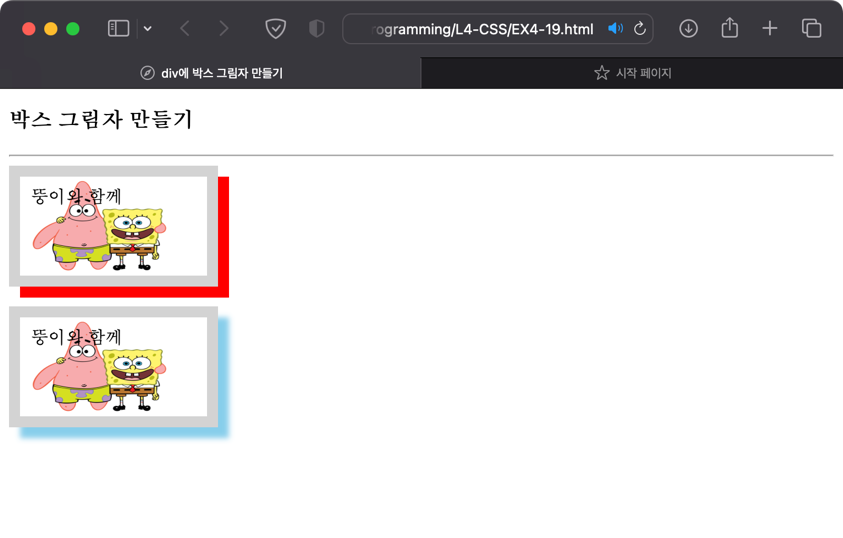 rogramming/L4-CSS/EX4-19.html
div에 박스 그림자 만들기
시작 페이지
박스 그림자 만들기
뚱이와 함께
뚱이와 함께